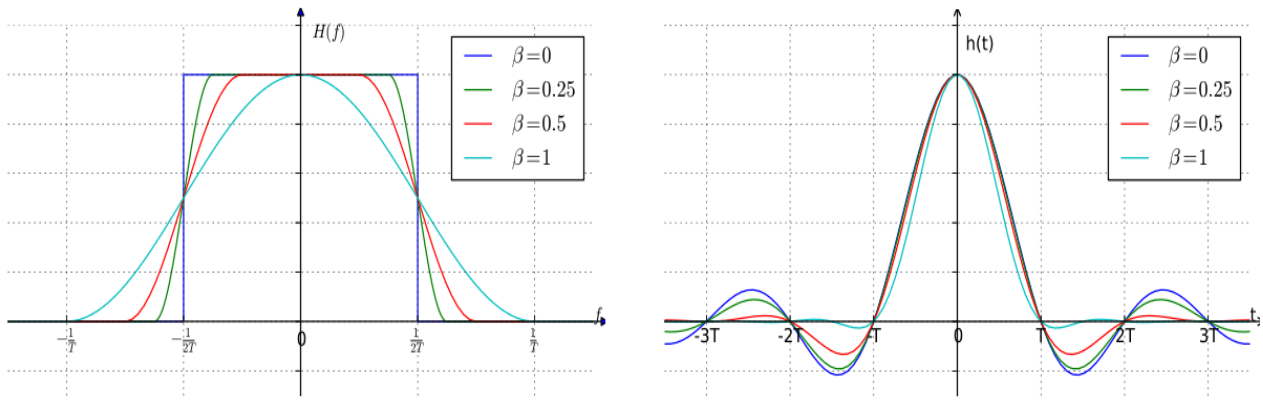 H(f)
β=0
β=0.25
β=0.5
β=1
f
-1/T
-1/2T
0
1/2T
1/T
h(t)
β=0
β=0.25
β=0.5
β=1
t
-3T
-2T
-T
0
T
2T
3T